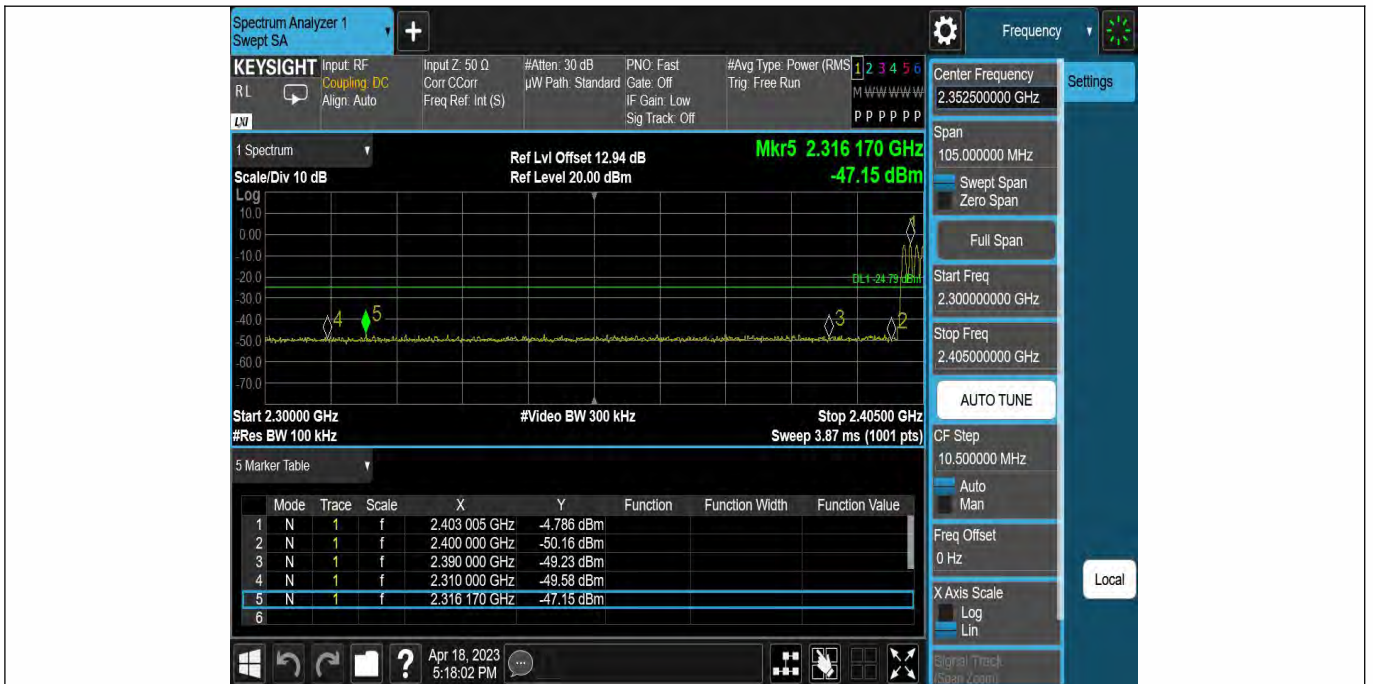 Spectrum Analyzer 1
Swept SA
+
Frequency
KEYSIGHT
RL
LXI
Input: RF
Coupling: DC
Align: Auto
Input Z: 50 Ω
Corr CCorr
Freq Ref: Int (S)
#Atten: 30 dB
µW Path: Standard
PNO: Fast
Gate: Off
IF Gain: Low
Sig Track: Off
#Avg Type: Power (RMS
Trig: Free Run
1 2 3 4 5 6
M W W W W W
P P P P P P
1 Spectrum
Scale/Div 10 dB
Log
Ref Lvl Offset 12.94 dB
Ref Level 20.00 dBm
Mkr5 2.316 170 GHz
-47.15 dBm
10.0
0.00
-10.0
-20.0
-30.0
-40.0
-50.0
-60.0
-70.0
DL1 -24.79 dBm
1
4
5
3
2
Start 2.30000 GHz
#Res BW 100 kHz
#Video BW 300 kHz
Stop 2.40500 GHz
Sweep 3.87 ms (1001 pts)
5 Marker Table
Mode Trace Scale X Y Function Function Width Function Value
1 N 1 f 2.403 005 GHz -4.786 dBm
2 N 1 f 2.400 000 GHz -50.16 dBm
3 N 1 f 2.390 000 GHz -49.23 dBm
4 N 1 f 2.310 000 GHz -49.58 dBm
5 N 1 f 2.316 170 GHz -47.15 dBm
6
?
Apr 18, 2023
5:18:02 PM
Center Frequency
2.352500000 GHz
Settings
Span
105.000000 MHz
Swept Span
Zero Span
Full Span
Start Freq
2.300000000 GHz
Stop Freq
2.405000000 GHz
AUTO TUNE
CF Step
10.500000 MHz
Auto
Man
Freq Offset
0 Hz
X Axis Scale
Log
Lin
Local
Signal Track
(Span Zoom)